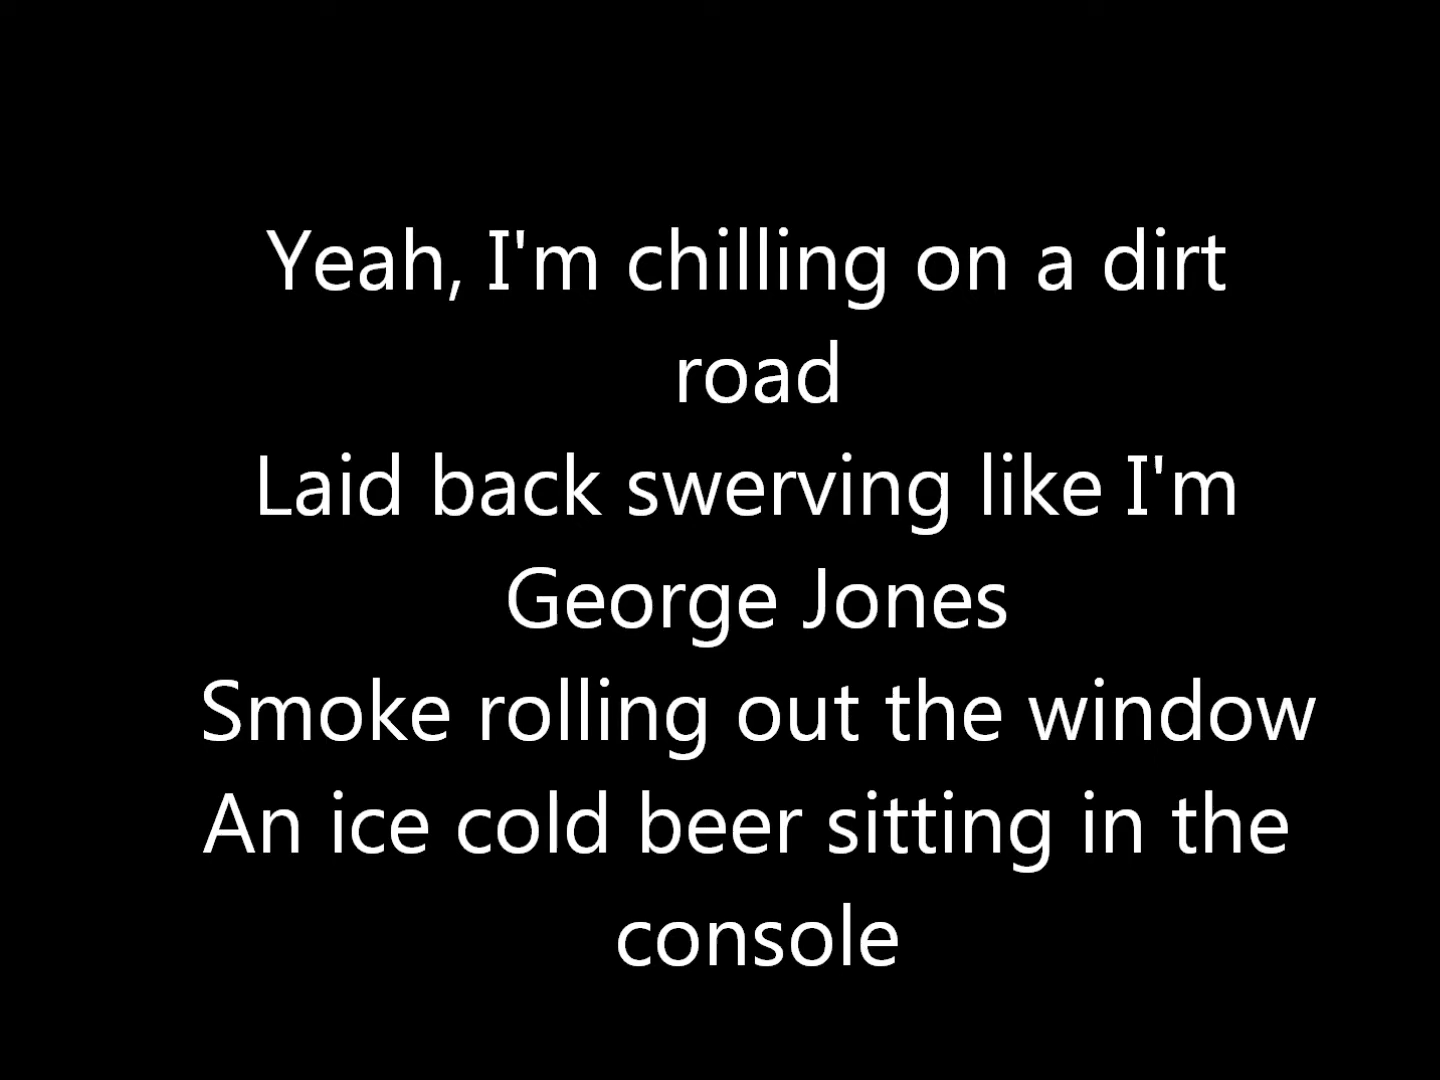 Yeah, I'm chilling on a dirt
road
Laid back swerving like I'm
George Jones
Smoke rolling out the window
An ice cold beer sitting in the
console